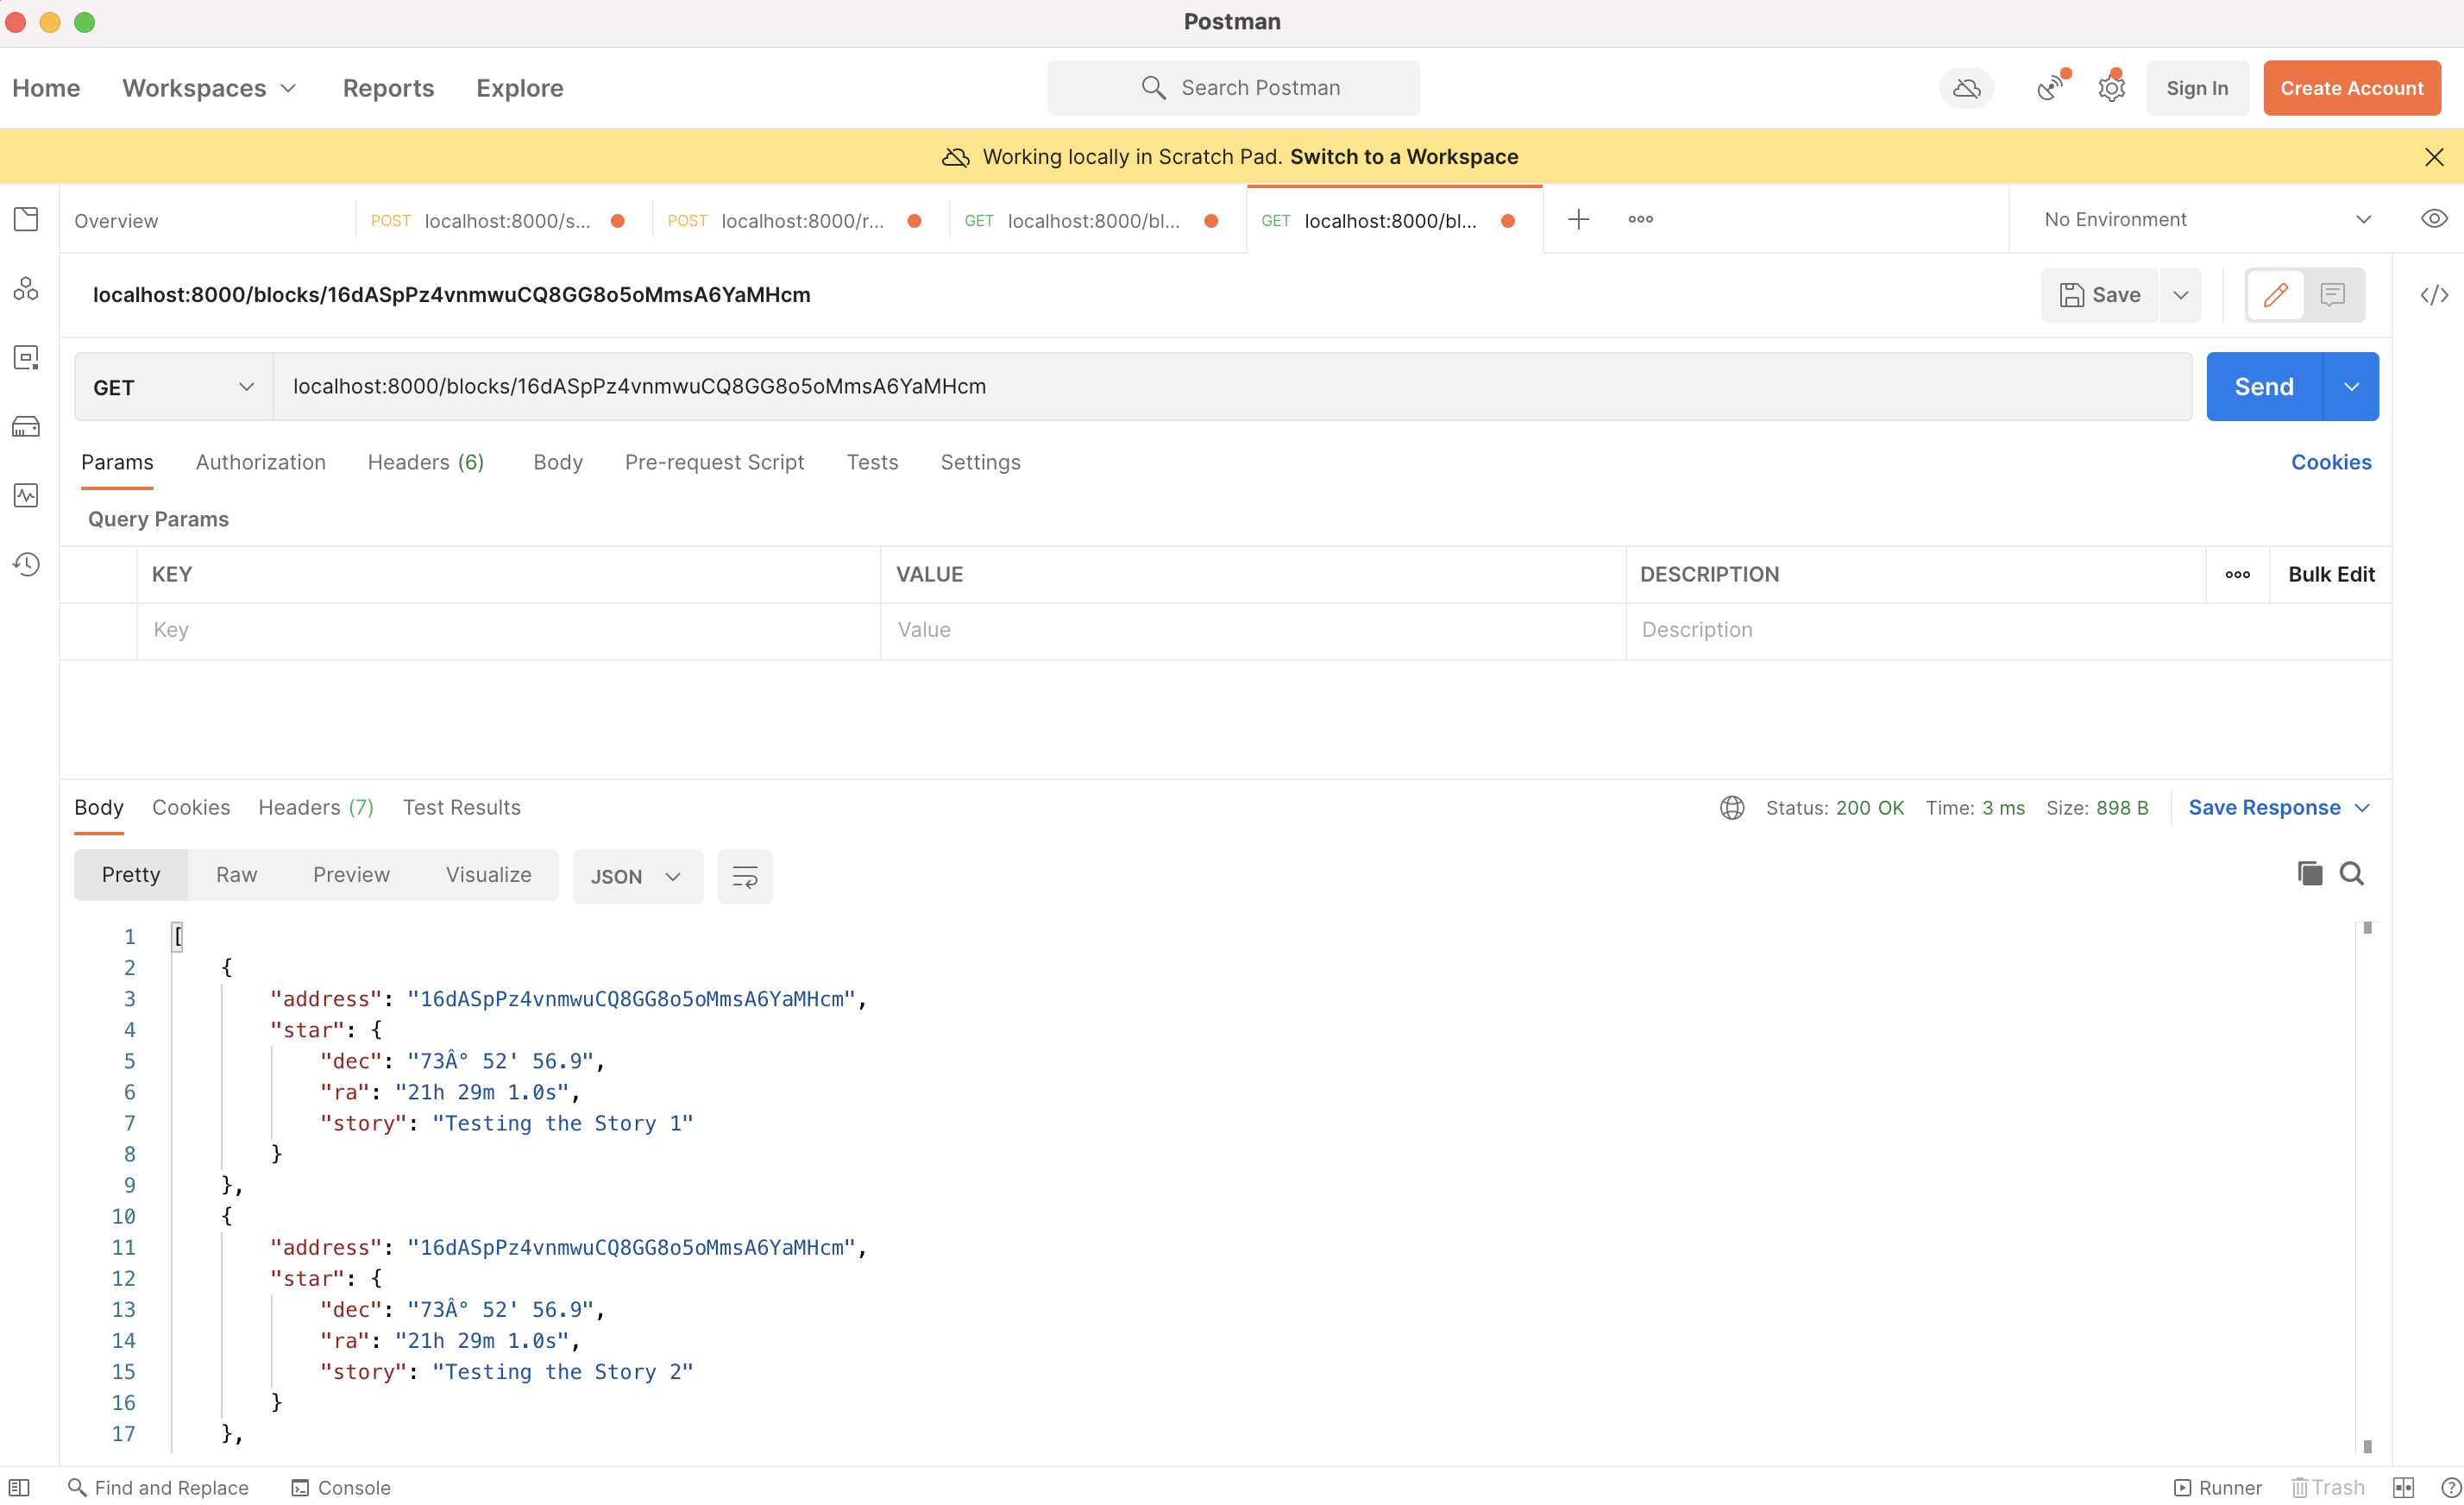 Postman
Home Workspaces Reports Explore Search Postman Sign In Create Account
Working locally in Scratch Pad. Switch to a Workspace
Overview POST localhost:8000/s... POST localhost:8000/r... GET localhost:8000/bl... GET localhost:8000/bl... No Environment
localhost:8000/blocks/16dASpPz4vnmwuCQ8GG8o5oMmsA6YaMHcm Save
GET localhost:8000/blocks/16dASpPz4vnmwuCQ8GG8o5oMmsA6YaMHcm Send
Params Authorization Headers (6) Body Pre-request Script Tests Settings Cookies
Query Params
KEY VALUE DESCRIPTION Bulk Edit
Key Value Description
Body Cookies Headers (7) Test Results Status: 200 OK Time: 3 ms Size: 898 B Save Response
Pretty Raw Preview Visualize JSON
1 [
2 {
3 "address": "16dASpPz4vnmwuCQ8GG8o5oMmsA6YaMHcm",
4 "star": {
5 "dec": "73Â° 52' 56.9",
6 "ra": "21h 29m 1.0s",
7 "story": "Testing the Story 1"
8 }
9 },
10 {
11 "address": "16dASpPz4vnmwuCQ8GG8o5oMmsA6YaMHcm",
12 "star": {
13 "dec": "73Â° 52' 56.9",
14 "ra": "21h 29m 1.0s",
15 "story": "Testing the Story 2"
16 }
17 },
Find and Replace Console Runner Trash